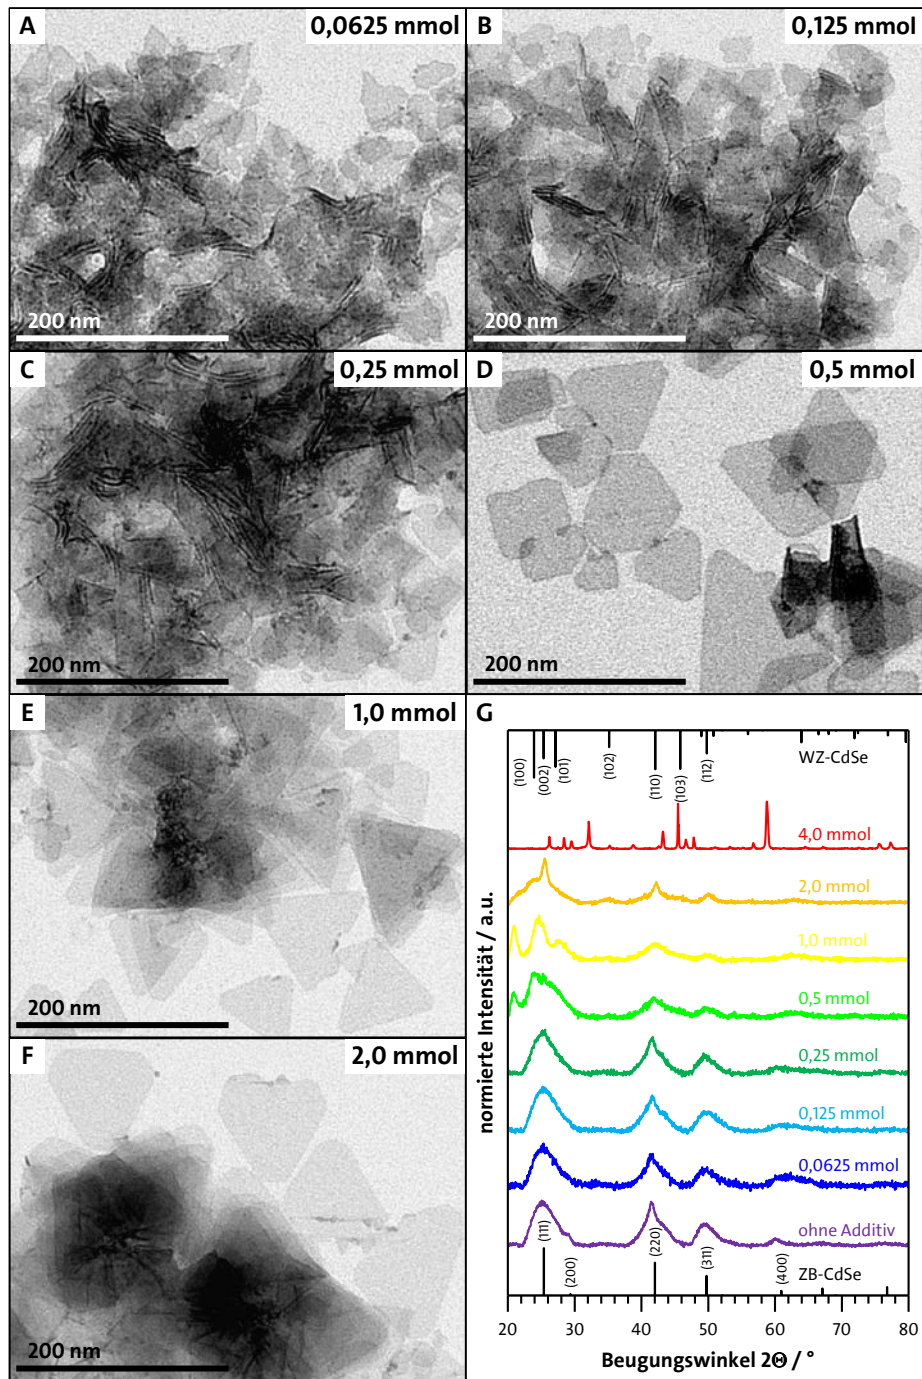 A
0,0625 mmol
200 nm
B
0,125 mmol
200 nm
C
0,25 mmol
200 nm
D
0,5 mmol
200 nm
E
1,0 mmol
200 nm
F
2,0 mmol
200 nm
G
normierte Intensität / a.u.
WZ-CdSe
(100)
(002)
(101)
(102)
(110)
(103)
(112)
4,0 mmol
2,0 mmol
1,0 mmol
0,5 mmol
0,25 mmol
0,125 mmol
0,0625 mmol
ohne Additiv
(111)
(200)
(220)
(311)
(400)
ZB-CdSe
20 30 40 50 60 70 80
Beugungswinkel 2Θ / °